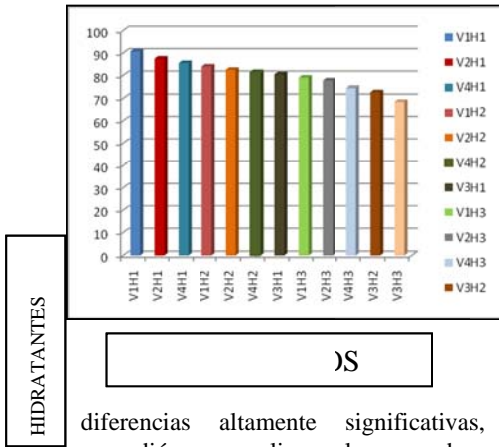 100
90
80
70
60
50
40
30
20
10
0
V1H1
V2H1
V4H1
V1H2
V2H2
V4H2
V3H1
V1H3
V2H3
V4H3
V3H2
V3H3
V1H1
V2H1
V4H1
V1H2
V2H2
V4H2
V3H1
V1H3
V2H3
V4H3
V3H2
HIDRATANTES
OS
diferencias altamente significativas,